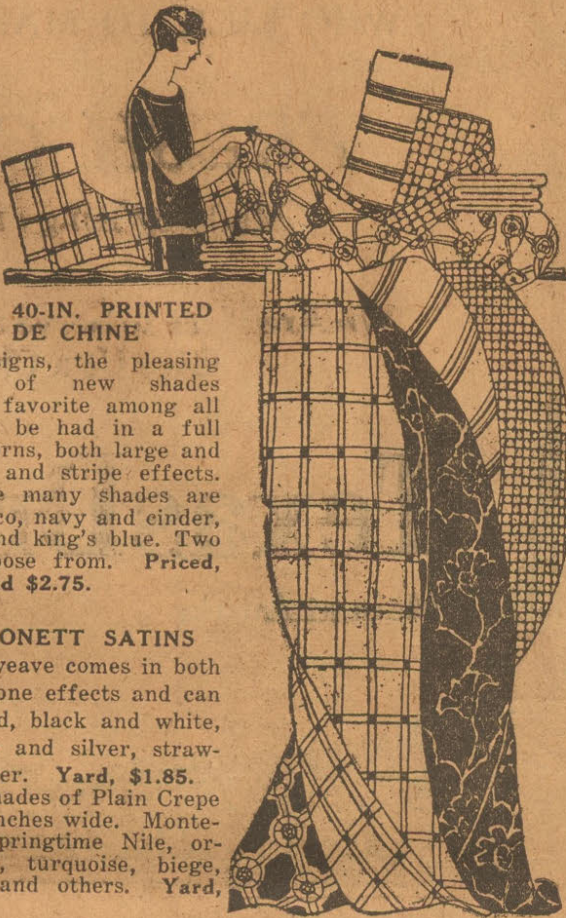 40-IN. PRINTED
DE CHINE
signs, the pleasing
of new shades
favorite among all
be had in a full
rns, both large and
and stripe effects.
e many shades are
co, navy and cinder,
nd king's blue. Two
oose from. Priced,
d $2.75.
ONETT SATINS
veave comes in both
one effects and can
d, black and white,
and silver, straw-
er. Yard, $1.85.
hades of Plain Crepe
nches wide. Monte-
pringtime Nile, or-
, turquoise, biege,
and others. Yard,